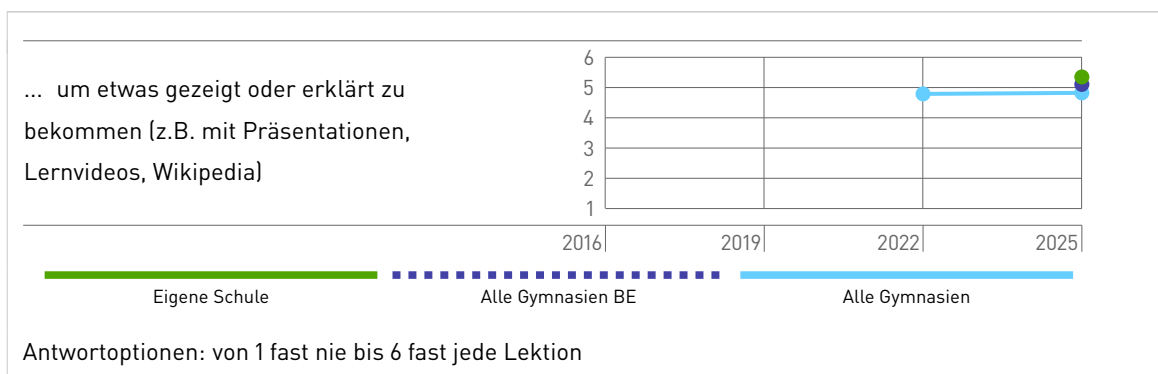 ... um etwas gezeigt oder erklärt zu
bekommen (z.B. mit Präsentationen,
Lernvideos, Wikipedia)
6
5
4
3
2
1
2016 2019 2022 2025
Eigene Schule Alle Gymnasien BE Alle Gymnasien
Antwortoptionen: von 1 fast nie bis 6 fast jede Lektion